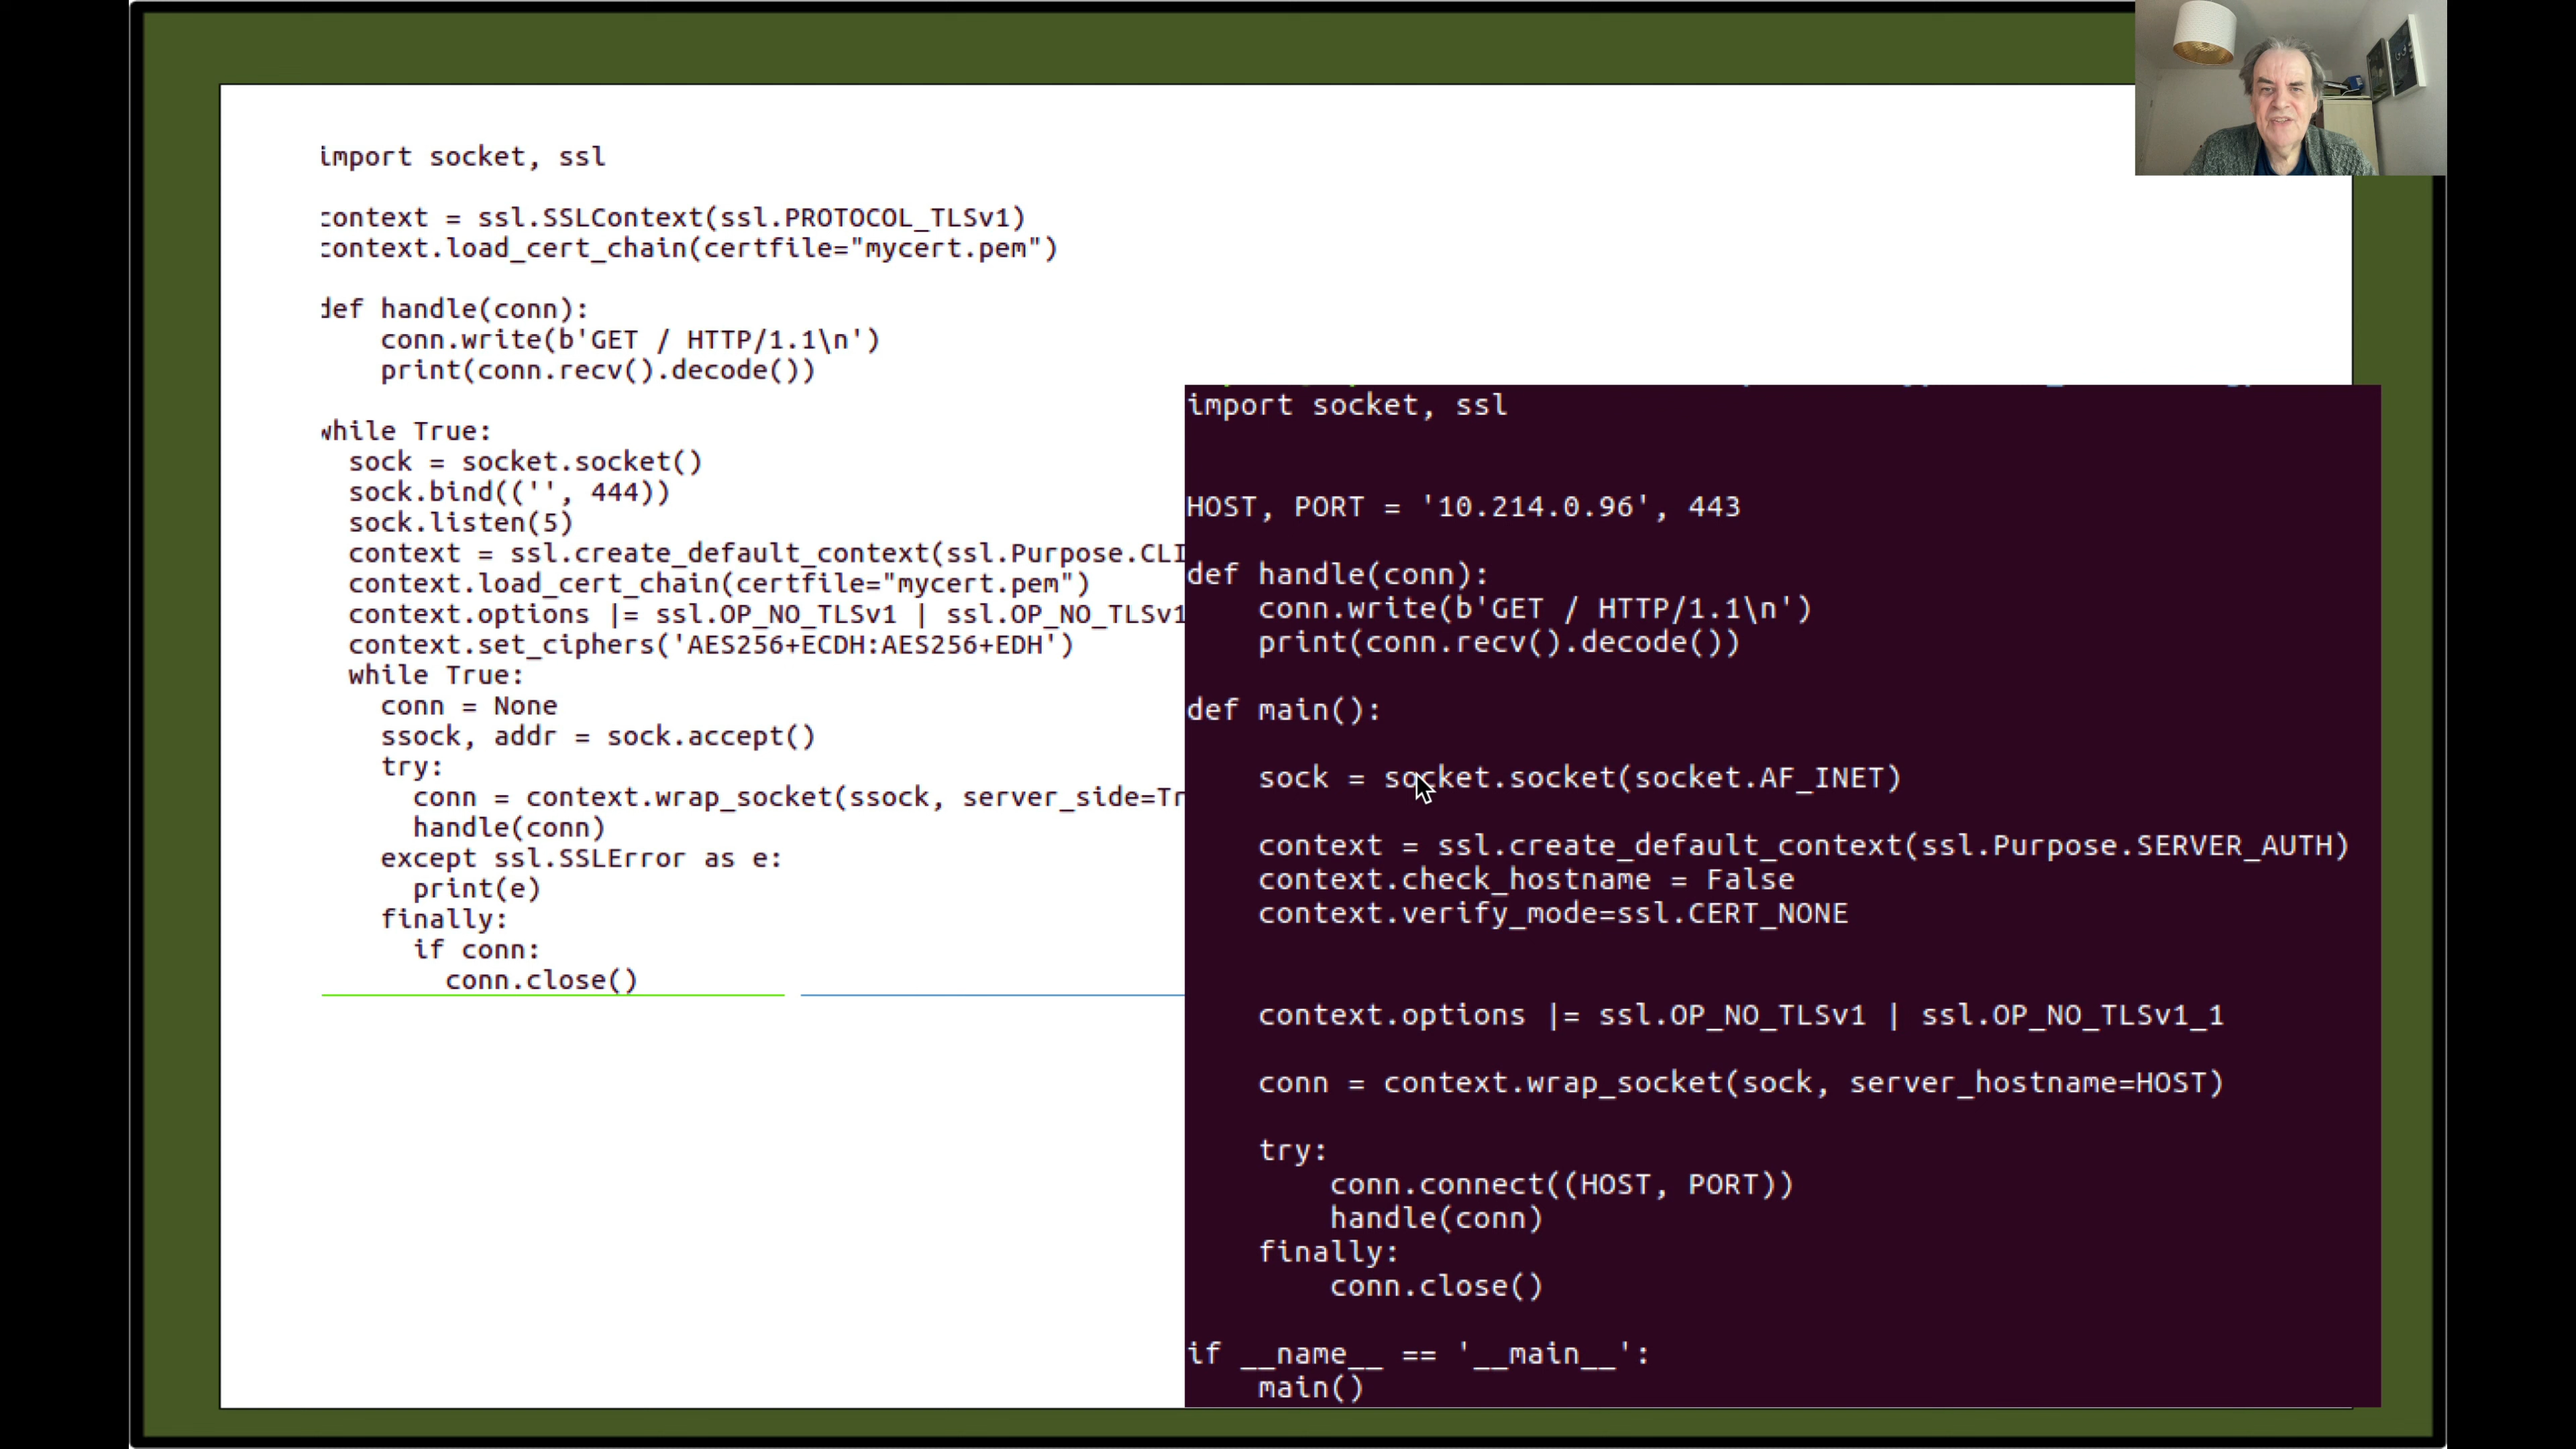 import socket, ssl
context = ssl.SSLContext(ssl.PROTOCOL_TLSv1)
context.load_cert_chain(certfile="mycert.pem")
def handle(conn):
conn.write(b'GET / HTTP/1.1\n')
print(conn.recv().decode())
while True:
sock = socket.socket()
sock.bind(('', 444))
sock.listen(5)
context = ssl.create_default_context(ssl.Purpose.CLI
context.load_cert_chain(certfile="mycert.pem")
context.options |= ssl.OP_NO_TLSv1 | ssl.OP_NO_TLSv1
context.set_ciphers('AES256+ECDH:AES256+EDH')
while True:
conn = None
ssock, addr = sock.accept()
try:
conn = context.wrap_socket(ssock, server_side=Tr
handle(conn)
except ssl.SSLError as e:
print(e)
finally:
if conn:
conn.close()
import socket, ssl
HOST, PORT = '10.214.0.96', 443
def handle(conn):
conn.write(b'GET / HTTP/1.1\n')
print(conn.recv().decode())
def main():
sock = socket.socket(socket.AF_INET)
context = ssl.create_default_context(ssl.Purpose.SERVER_AUTH)
context.check_hostname = False
context.verify_mode=ssl.CERT_NONE
context.options |= ssl.OP_NO_TLSv1 | ssl.OP_NO_TLSv1_1
conn = context.wrap_socket(sock, server_hostname=HOST)
try:
conn.connect((HOST, PORT))
handle(conn)
finally:
conn.close()
if __name__ == '__main__':
main()